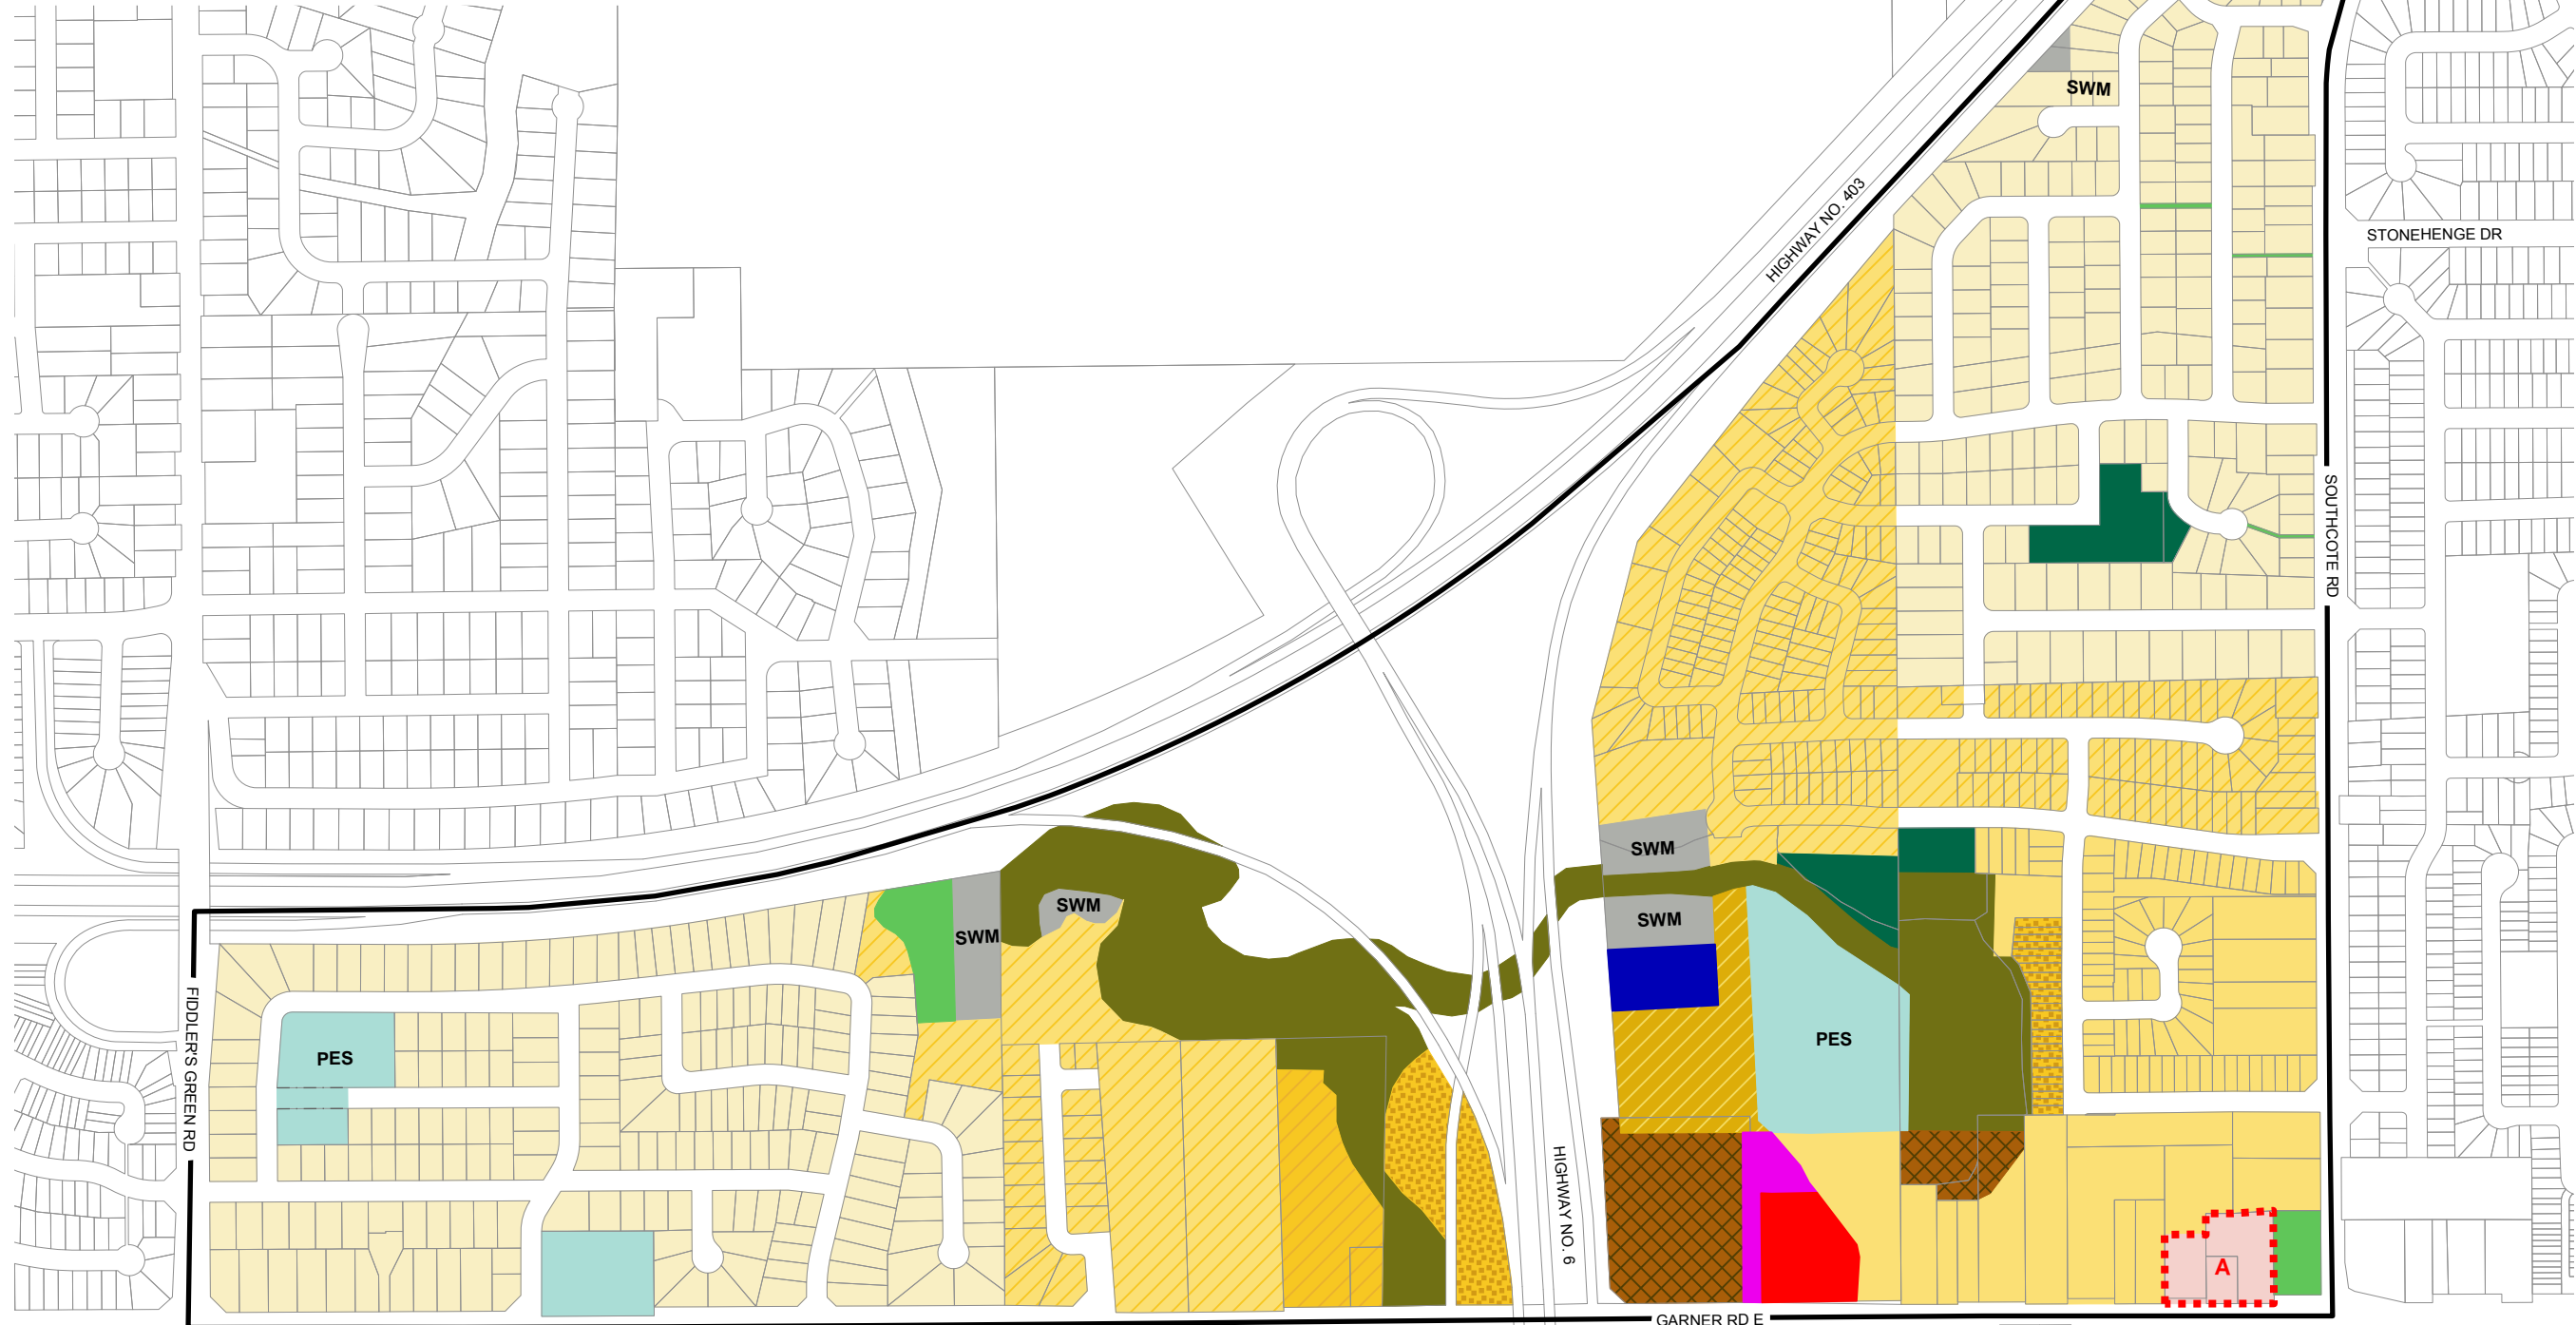 SWM
HIGHWAY NO. 403
STONEHENGE DR
SOUTHCOTE RD
SWM
SWM
SWM
SWM
FIDDLER'S GREEN RD
PES
PES
HIGHWAY NO. 6
A
GARNER RD E